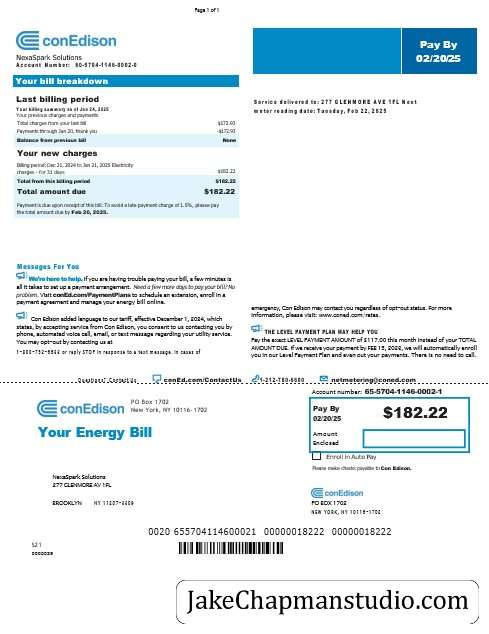 Page 1 of 1
conEdison
NexaSpark Solutions
Account Number: 65-5704-1146-0002-0
Pay By
02/20/25
Your bill breakdown
Last billing period
Your billing summary as of Jan 24, 2025
Your previous charges and payments
Total charges from your last bill $172.93
Payments through Jan 20, thank you -$172.93
Balance from previous bill None
Your new charges
Billing period: Dec 21, 2024 to Jan 21, 2025 Electricity
charges - for 31 days $182.22
Total from this billing period $182.22
Total amount due $182.22
Payment is due upon receipt of this bill. To avoid a late payment charge of 1.5%, please pay
the total amount due by Feb 20, 2025.
Service delivered to: 277 GLENMORE AVE 1FL Next
meter reading date: Tuesday, Feb 22, 2025
Messages For You
We're here to help. If you are having trouble paying your bill, a few minutes is
all it takes to set up a payment arrangement. Need a few more days to pay your bill? No
problem. Visit conEd.com/PaymentPlans to schedule an extension, enroll in a
payment agreement and manage your energy bill online.
Con Edison added language to our tariff, effective December 1, 2024, which
states, by accepting service from Con Edison, you consent to us contacting you by
phone, automated voice call, email, or text message regarding your utility service.
You may opt-out by contacting us at
or reply STOP in response to a text message. In cases of
emergency, Con Edison may contact you regardless of opt-out status. For more
information, please visit: www.coned.com/rates.
THE LEVEL PAYMENT PLAN MAY HELP YOU
Pay the exact LEVEL PAYMENT AMOUNT of $117.00 this month instead of your TOTAL
AMOUNT DUE. If we receive your payment by FEB 15, we will automatically enroll
you in our Level Payment Plan and even out your payments. There is no need to call.
Questions? Contact Us conEd.com/ContactUs netmetering@coned.com
conEdison
PO Box 1702
New York, NY 10116-1702
Your Energy Bill
Account number: 65-5704-1146-0002-1
Pay By
02/20/25
$182.22
Amount
Enclosed
Enroll in Auto Pay
Please make checks payable to Con Edison.
NexaSpark Solutions
277 GLENMORE AV 1FL
BROOKLYN NY
conEdison
PO BOX 1702
NEW YORK, NY 10116-1702
0020 655704114600021 00000018222 00000018222
521
JakeChapmanstudio.com